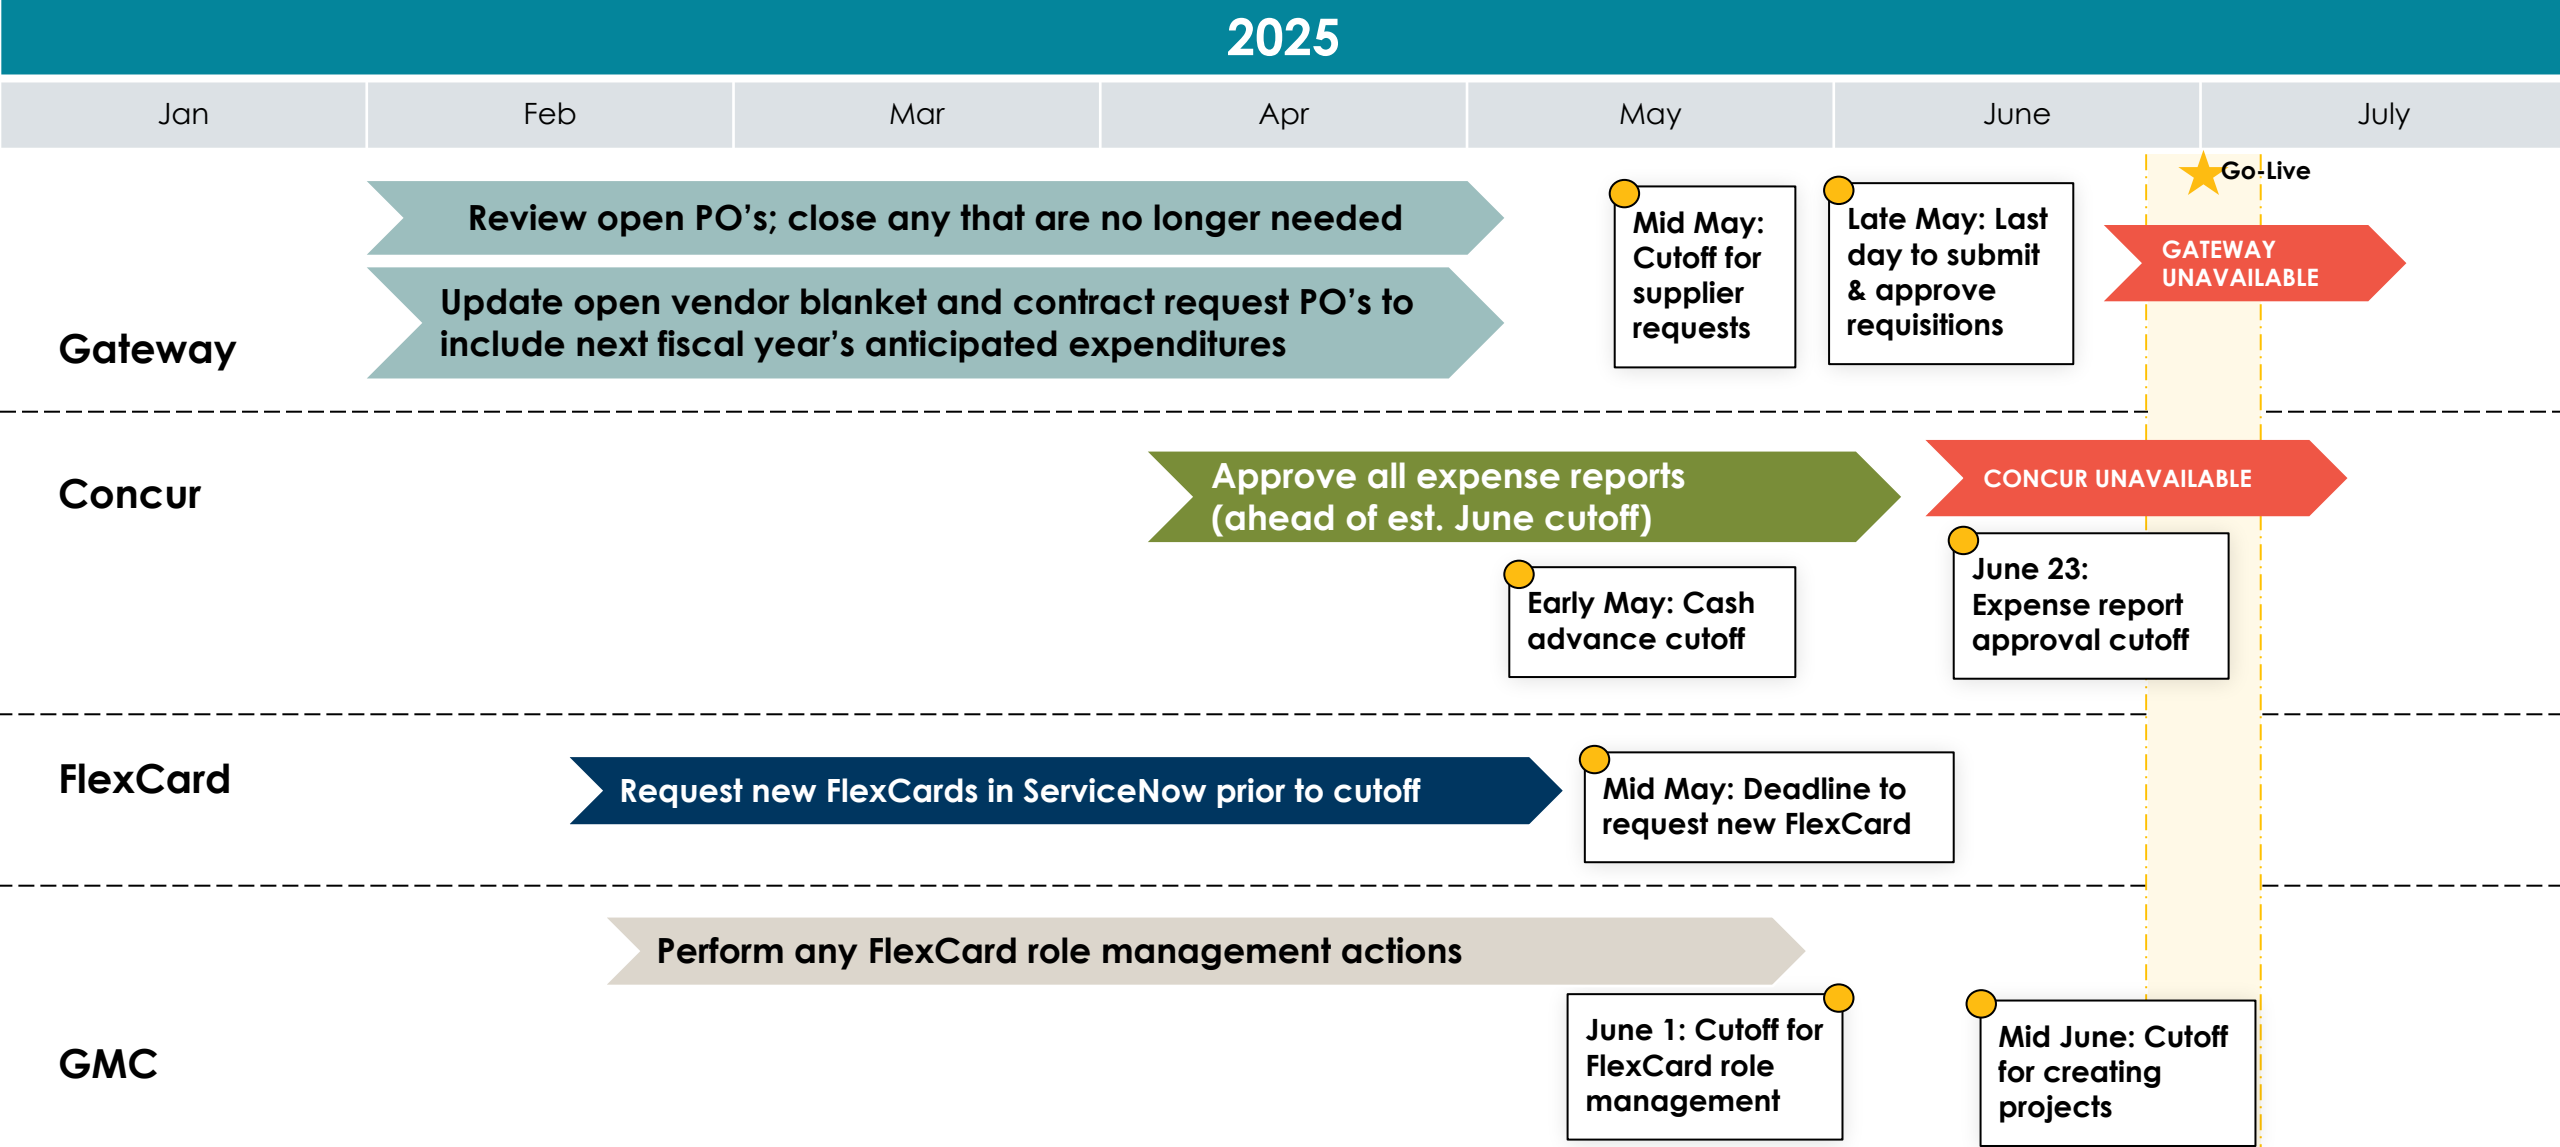 2025
Jan
Feb
Mar
Apr
May
June
July
Go-Live
Gateway
Review open PO’s; close any that are no longer needed
Update open vendor blanket and contract request PO’s to
include next fiscal year’s anticipated expenditures
Mid May:
Cutoff for
supplier
requests
Late May: Last
day to submit
& approve
requisitions
GATEWAY
UNAVAILABLE
Concur
Approve all expense reports
(ahead of est. June cutoff)
CONCUR UNAVAILABLE
Early May: Cash
advance cutoff
June 23:
Expense report
approval cutoff
FlexCard
Request new FlexCards in ServiceNow prior to cutoff
Mid May: Deadline to
request new FlexCard
GMC
Perform any FlexCard role management actions
June 1: Cutoff for
FlexCard role
management
Mid June: Cutoff
for creating
projects